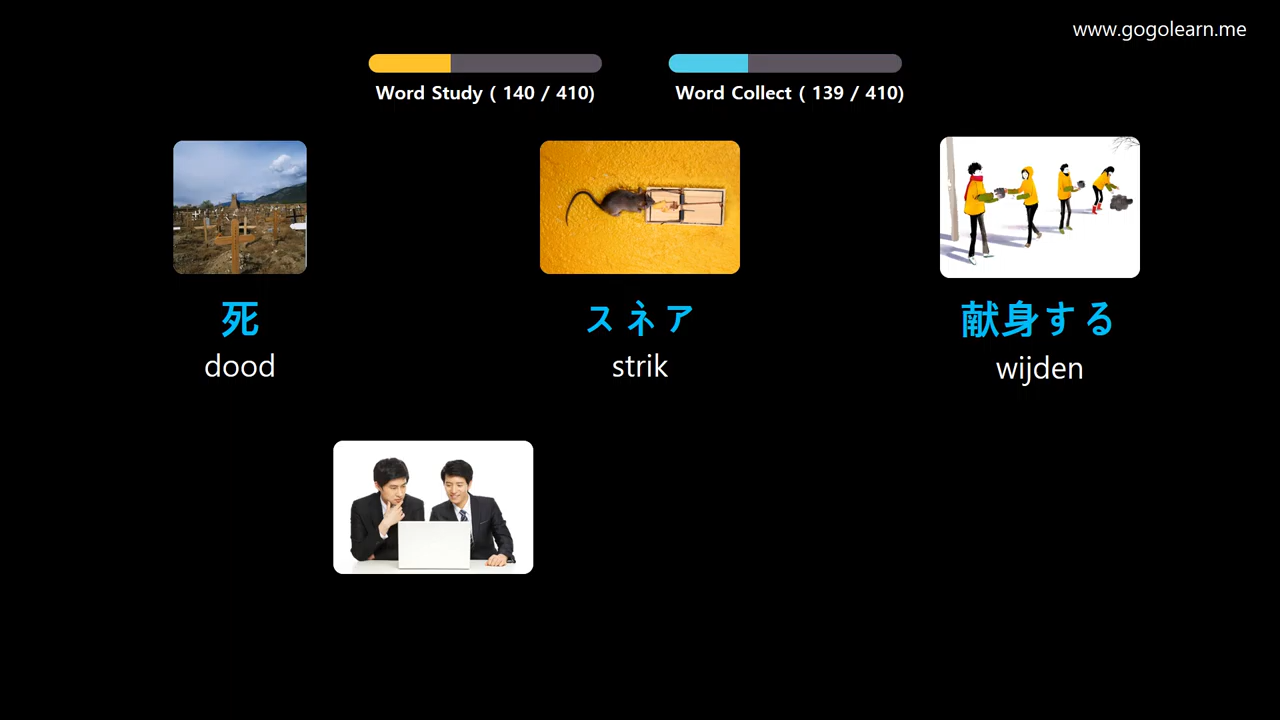 www.gogolearn.me
Word Study ( 140 / 410)
Word Collect ( 139 / 410)
死
スネア
献身する
dood
strik
wijden